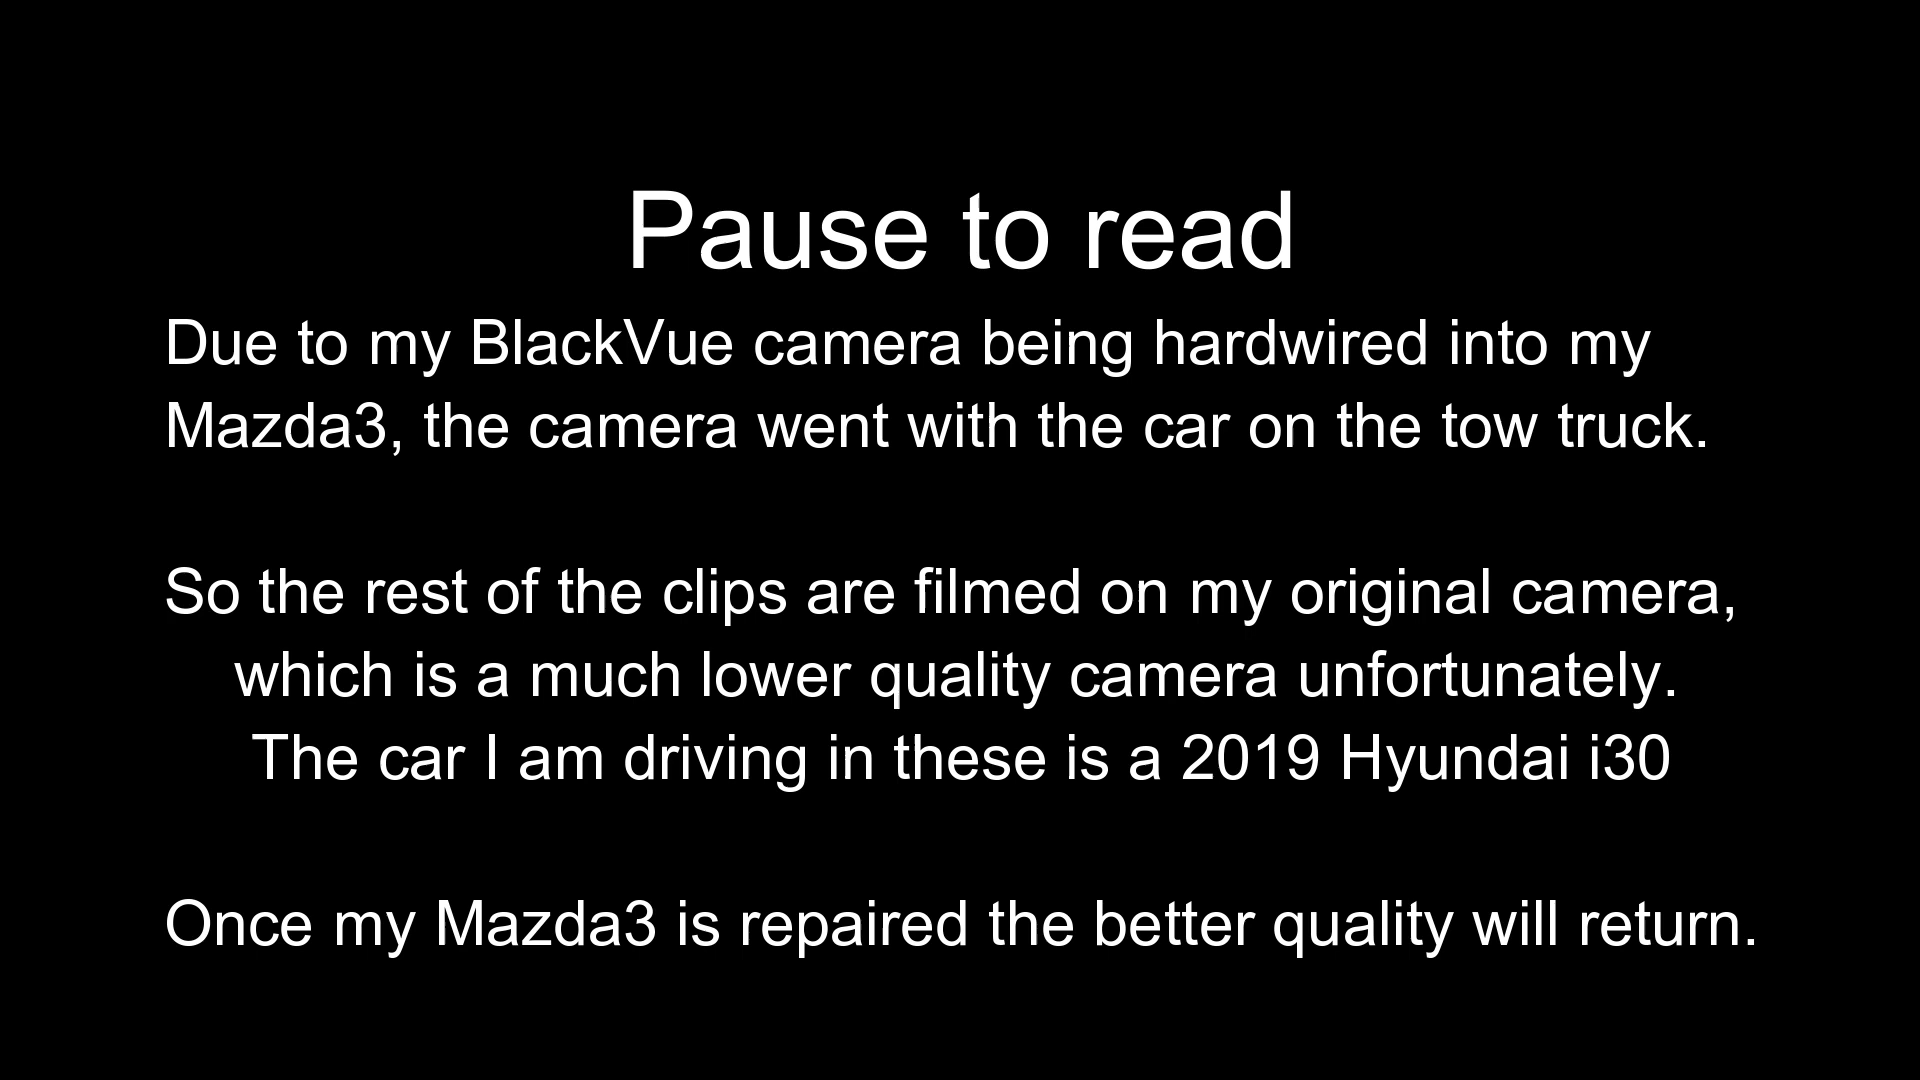 Pause to read
Due to my BlackVue camera being hardwired into my
Mazda3, the camera went with the car on the tow truck.
So the rest of the clips are filmed on my original camera,
which is a much lower quality camera unfortunately.
The car I am driving in these is a 2019 Hyundai i30
Once my Mazda3 is repaired the better quality will return.